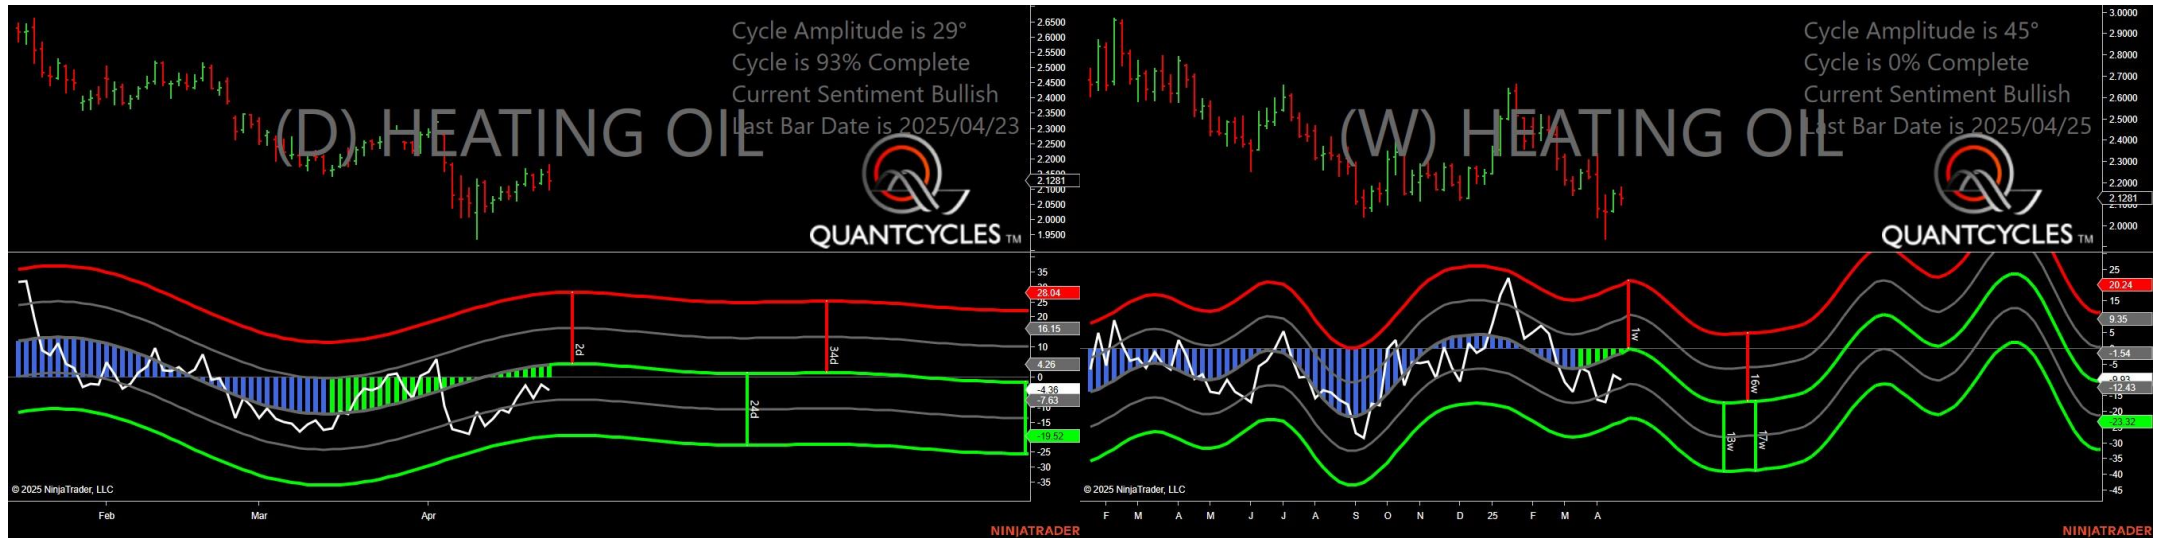 Cycle Amplitude is 29°
Cycle is 93% Complete
Current Sentiment Bullish
Last Bar Date is 2025/04/23
(D) HEATING OIL
QUANTCYCLES TM
2.6500
2.6000
2.5500
2.5000
2.4500
2.4000
2.3500
2.3000
2.2500
2.2000
2.1281
2.1000
2.0500
2.0000
1.9500
35
28.04
25
20
16.15
10
4.26
0
-4.36
-7.63
-15
-19.52
-25
-30
-35
2d
34d
24d
© 2025 NinjaTrader, LLC
Feb
Mar
Apr
NINJATRADER
Cycle Amplitude is 45°
Cycle is 0% Complete
Current Sentiment Bullish
Last Bar Date is 2025/04/25
(W) HEATING OIL
QUANTCYCLES TM
3.0000
2.9000
2.8000
2.7000
2.6000
2.5000
2.4000
2.3000
2.2000
2.1281
2.0000
25
20.24
15
9.35
5
-1.54
-5
-12.43
-15
-20
-23.32
-30
-35
-40
-45
1w
16w
13w
17w
© 2025 NinjaTrader, LLC
F
M
A
M
J
J
A
S
O
N
D
25
F
M
A
NINJATRADER